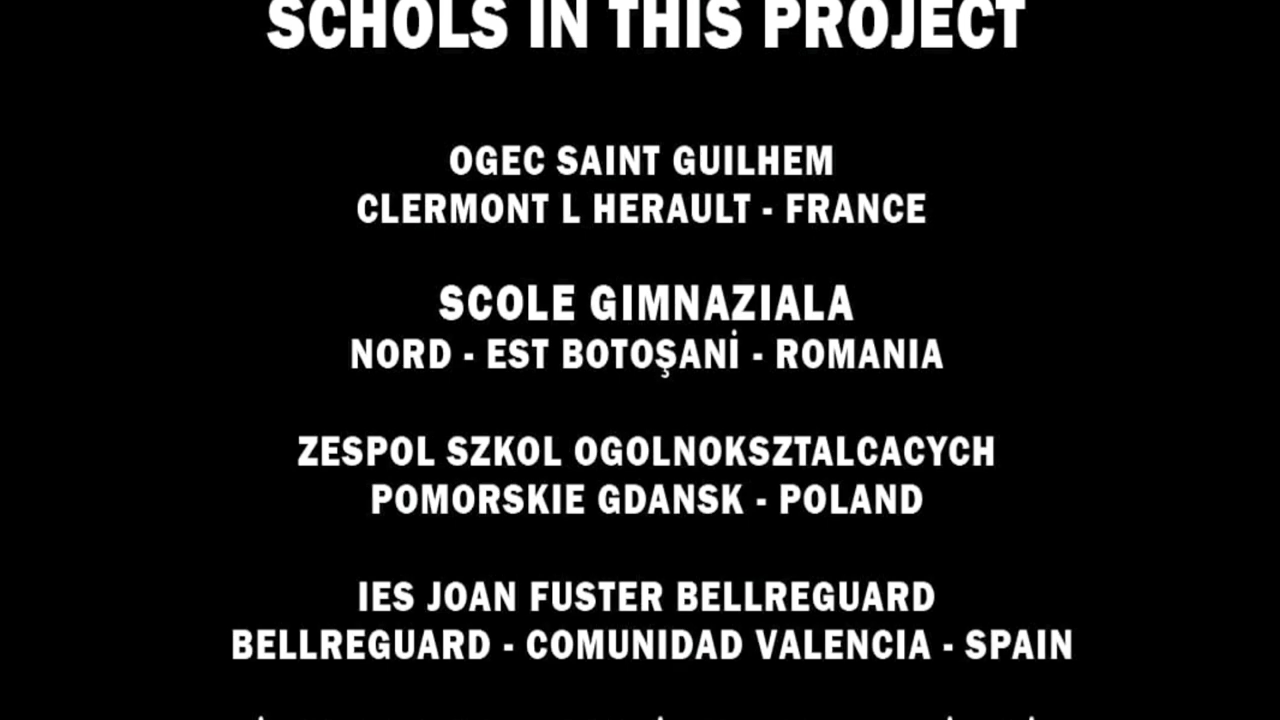 SCHOLS IN THIS PROJECT
OGEC SAINT GUILHEM
CLERMONT L HERAULT - FRANCE
SCOLE GIMNAZIALA
NORD - EST BOTOŞANİ - ROMANIA
ZESPOL SZKOL OGOLNOKSZTALCACYCH
POMORSKIE GDANSK - POLAND
IES JOAN FUSTER BELLREGUARD
BELLREGUARD - COMUNIDAD VALENCIA - SPAIN